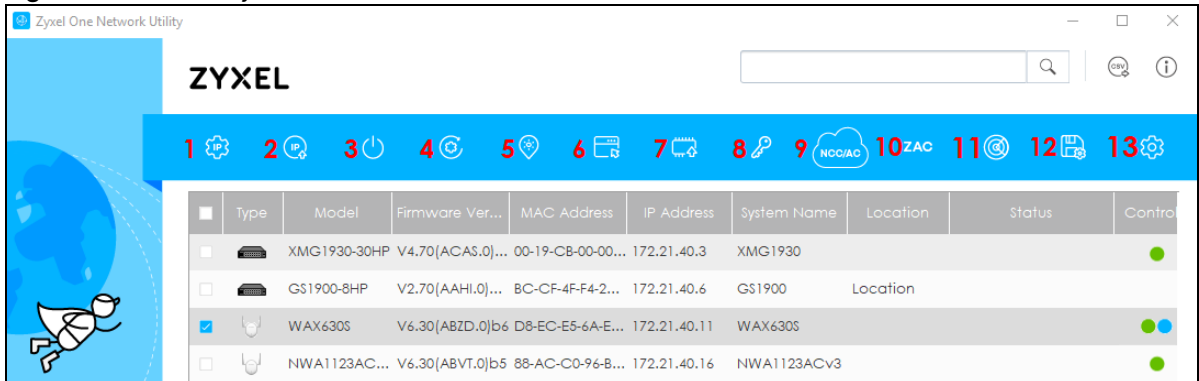 Zyxel One Network Utility
ZYXEL
CSV
1 IP 2 IP 3 4 5 6 7 8 9 NCC/AC 10 ZAC 11 12 13
Type Model Firmware Ver... MAC Address IP Address System Name Location Status Control
XMG1930-30HP V4.70(ACAS.0)... 00-19-CB-00-00... 172.21.40.3 XMG1930
GS1900-8HP V2.70(AAHI.0)... BC-CF-4F-F4-2... 172.21.40.6 GS1900 Location
WAX630S V6.30(ABZD.0)b6 D8-EC-E5-6A-E... 172.21.40.11 WAX630S
NWA1123AC... V6.30(ABVT.0)b5 88-AC-C0-96-B... 172.21.40.16 NWA1123ACv3